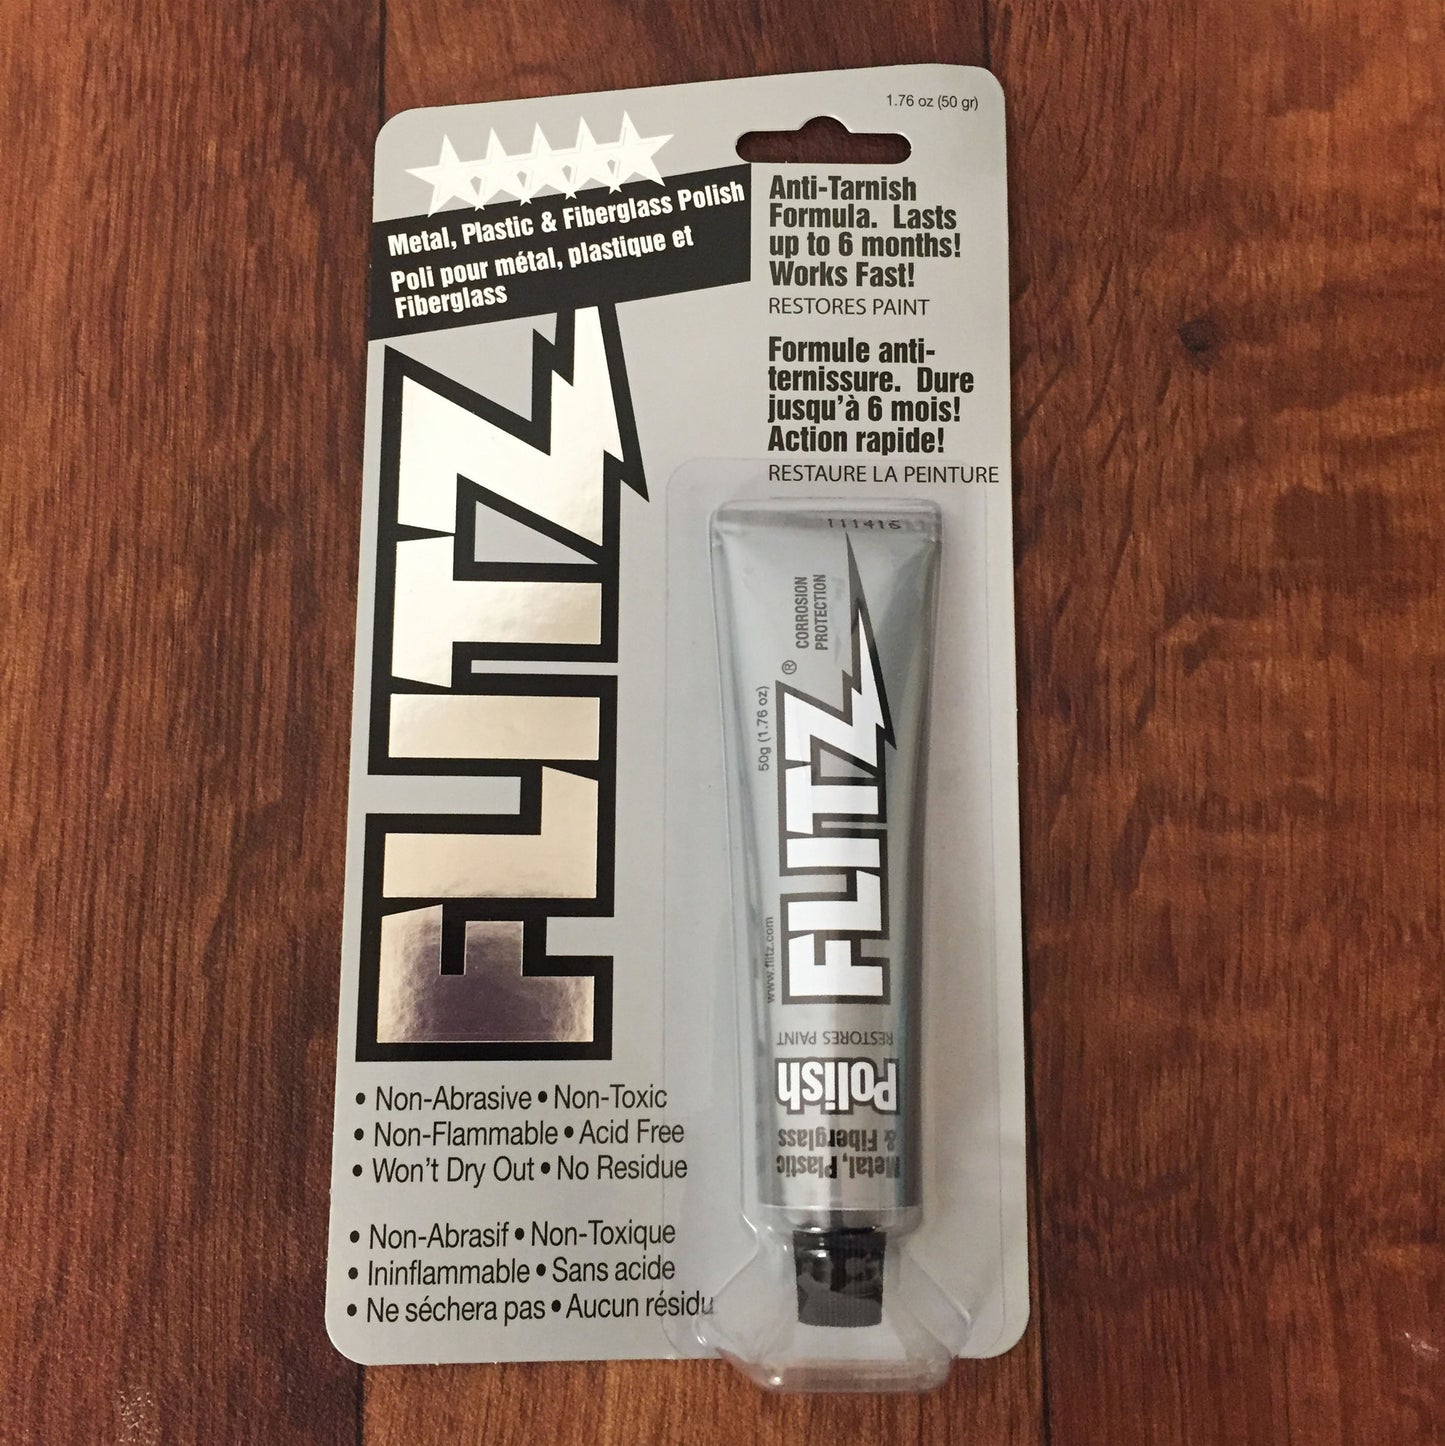 1.76 oz (50 gr)
Metal, Plastic & Fiberglass Polish
Poli pour métal, plastique et
Fiberglass
Anti-Tarnish
Formula. Lasts
up to 6 months!
Works Fast!
RESTORES PAINT
Formule anti-
ternissure. Dure
jusqu'à 6 mois!
Action rapide!
RESTAURE LA PEINTURE
FLITZ
• Non-Abrasive • Non-Toxic
• Non-Flammable • Acid Free
• Won't Dry Out • No Residue
• Non-Abrasif • Non-Toxique
• Ininflammable • Sans acide
• Ne séchera pas • Aucun résidu
111416
CORROSION
PROTECTION
50g (1.76 oz)
FLITZ®
www.flitz.com
Metal, Plastic
& Fiberglass
Polish
RESTORES PAINT